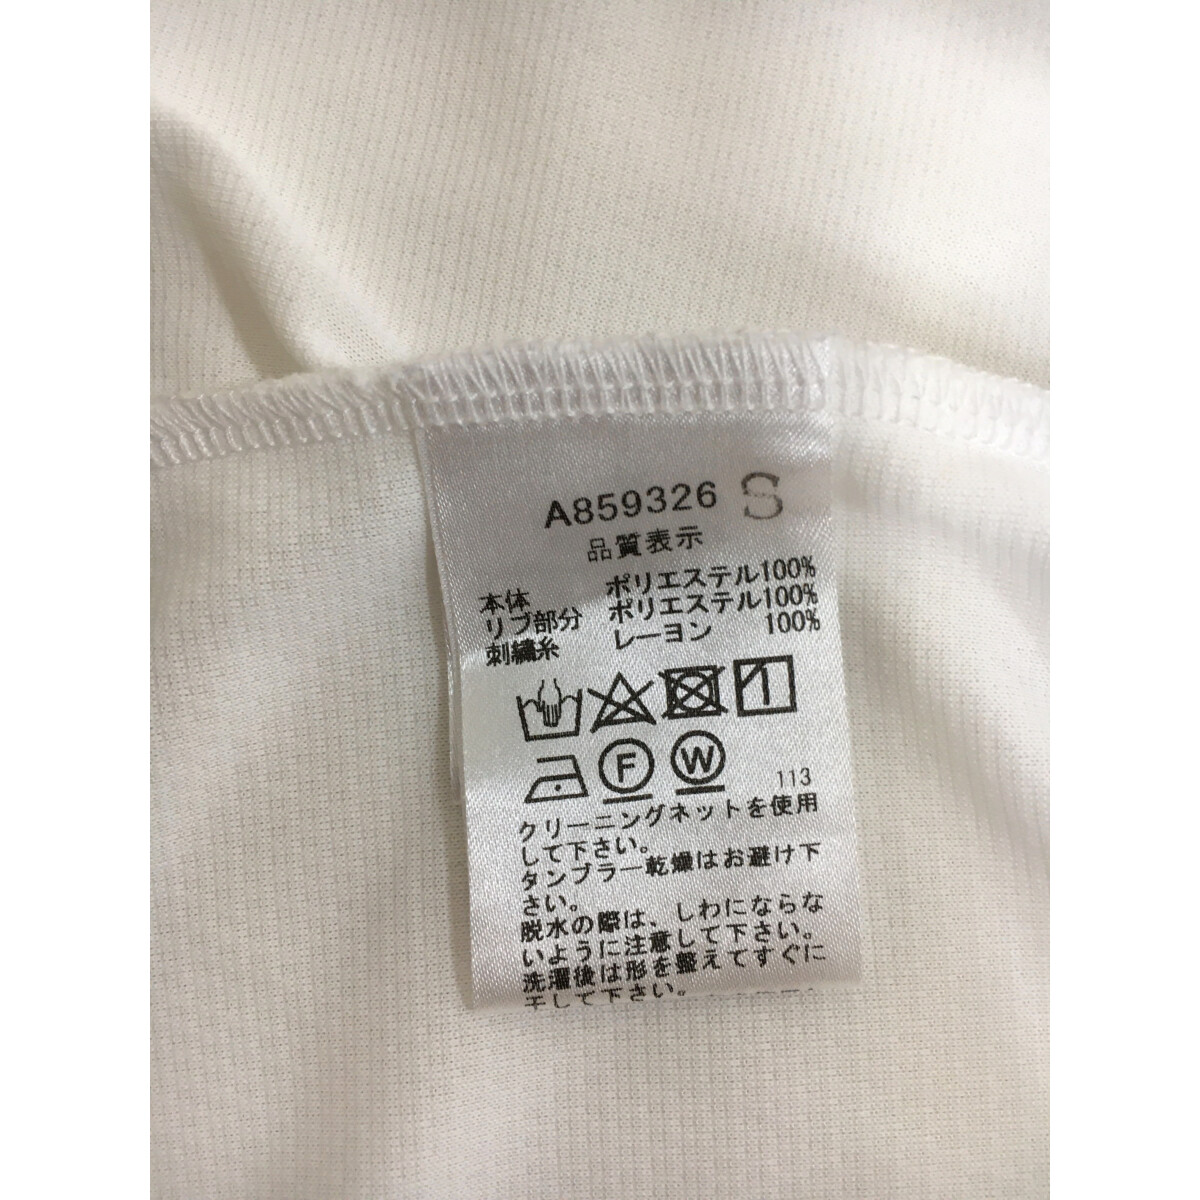 A859326 S
品質表示
本体 ポリエステル100%
リブ部分 ポリエステル100%
刺繍糸 レーヨン 100%
F W 113
クリーニングネットを使用
して下さい。
タンブラー乾燥はお避け下
さい。
脱水の際は、しわにならな
いように注意して下さい。
洗濯後は形を整えてすぐに
干して下さい。